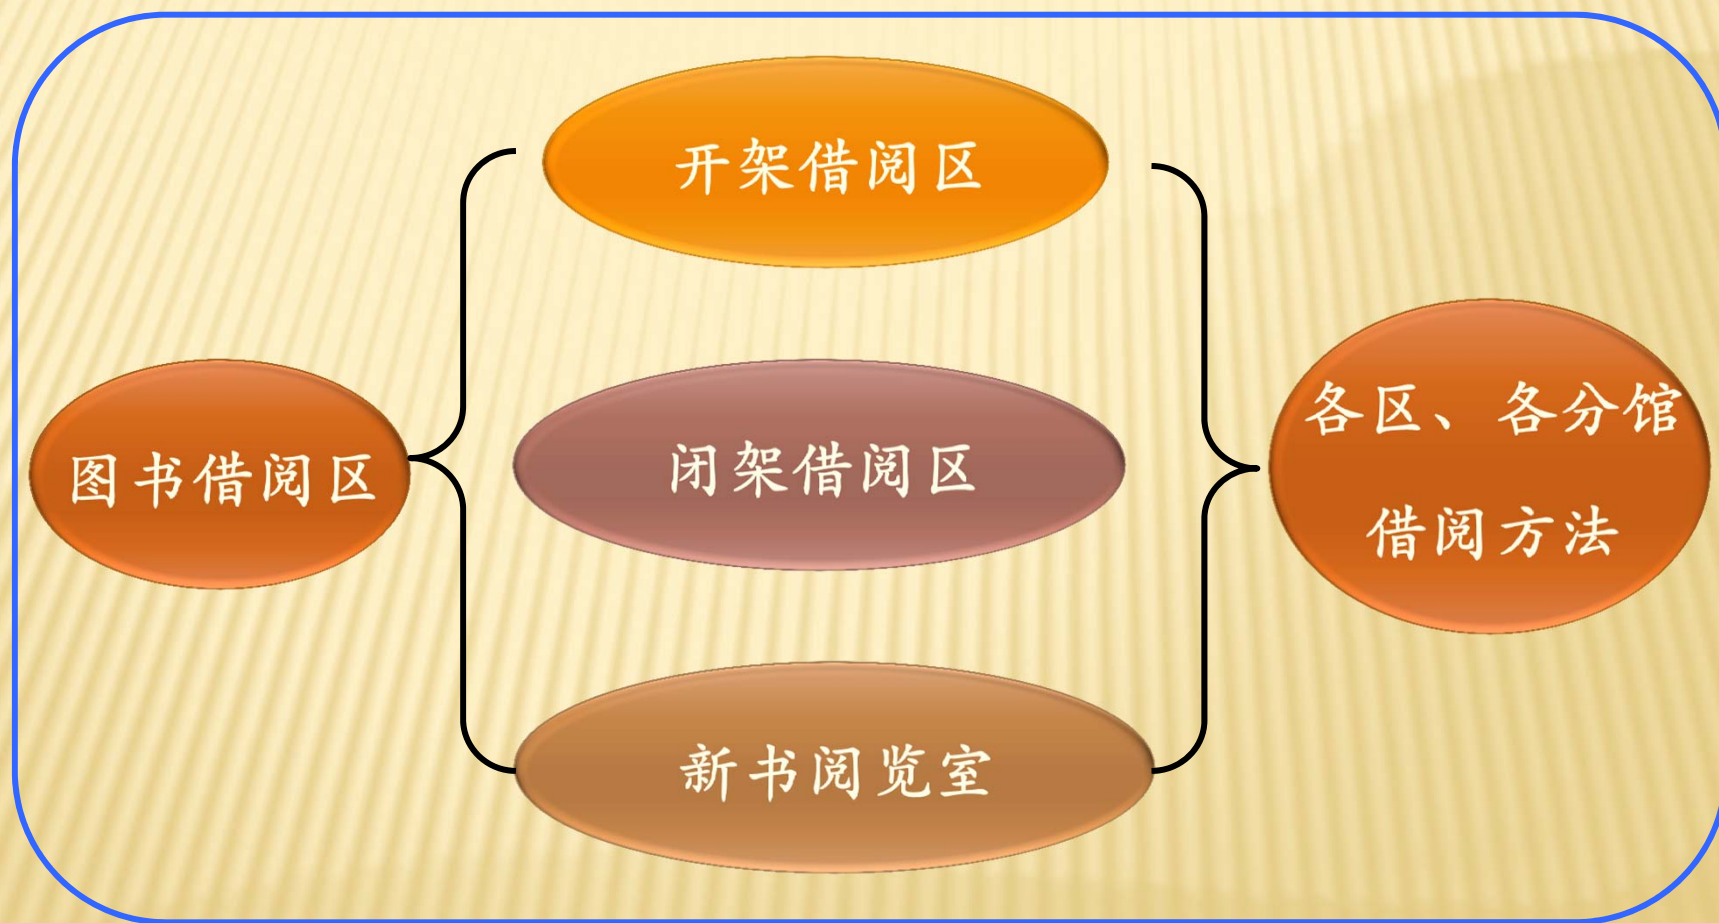 开架借阅区
图书借阅区
闭架借阅区
新书阅览室
各区、各分馆
借阅方法